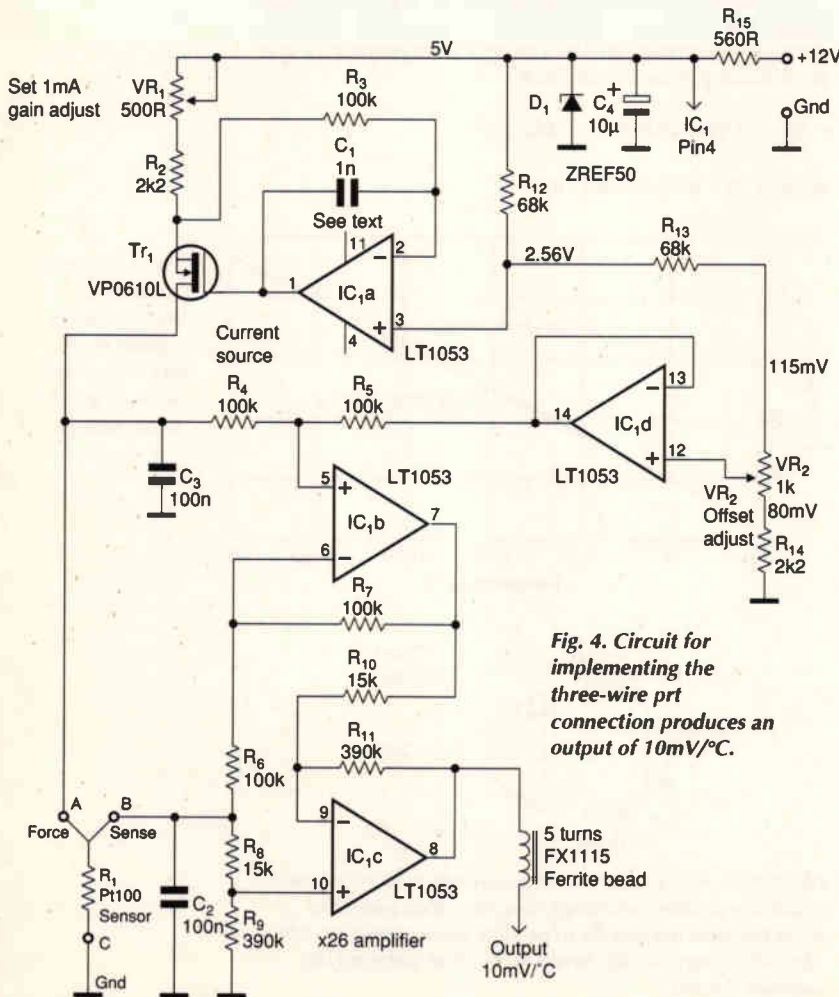 R15
560R
+12V
5V
Set 1mA
gain adjust
VR1
500R
R3
100k
D1
+
C4
10µ
IC1
Pin4
Gnd
ZREF50
R2
2k2
C1
1n
R12
68k
See text
2.56V
R13
68k
Tr1
VP0610L
11
2
−
1
IC1a
+
3
4
LT1053
Current
source
115mV
R4
100k
R5
100k
−
13
14
IC1d
+
12
LT1053
VR2
1k
80mV
VR2
Offset
adjust
R14
2k2
C3
100n
LT1053
5
+
IC1b
7
6
−
R7
100k
R10
15k
R11
390k
Fig. 4. Circuit for
implementing the
three-wire prt
connection produces an
output of 10mV/°C.
R6
100k
A
B
Force
Sense
9
−
IC1c
8
10
+
LT1053
5 turns
FX1115
Ferrite bead
R1
Pt100
Sensor
C
C2
100n
R8
15k
R9
390k
x26 amplifier
Output
10mV/°C
Gnd